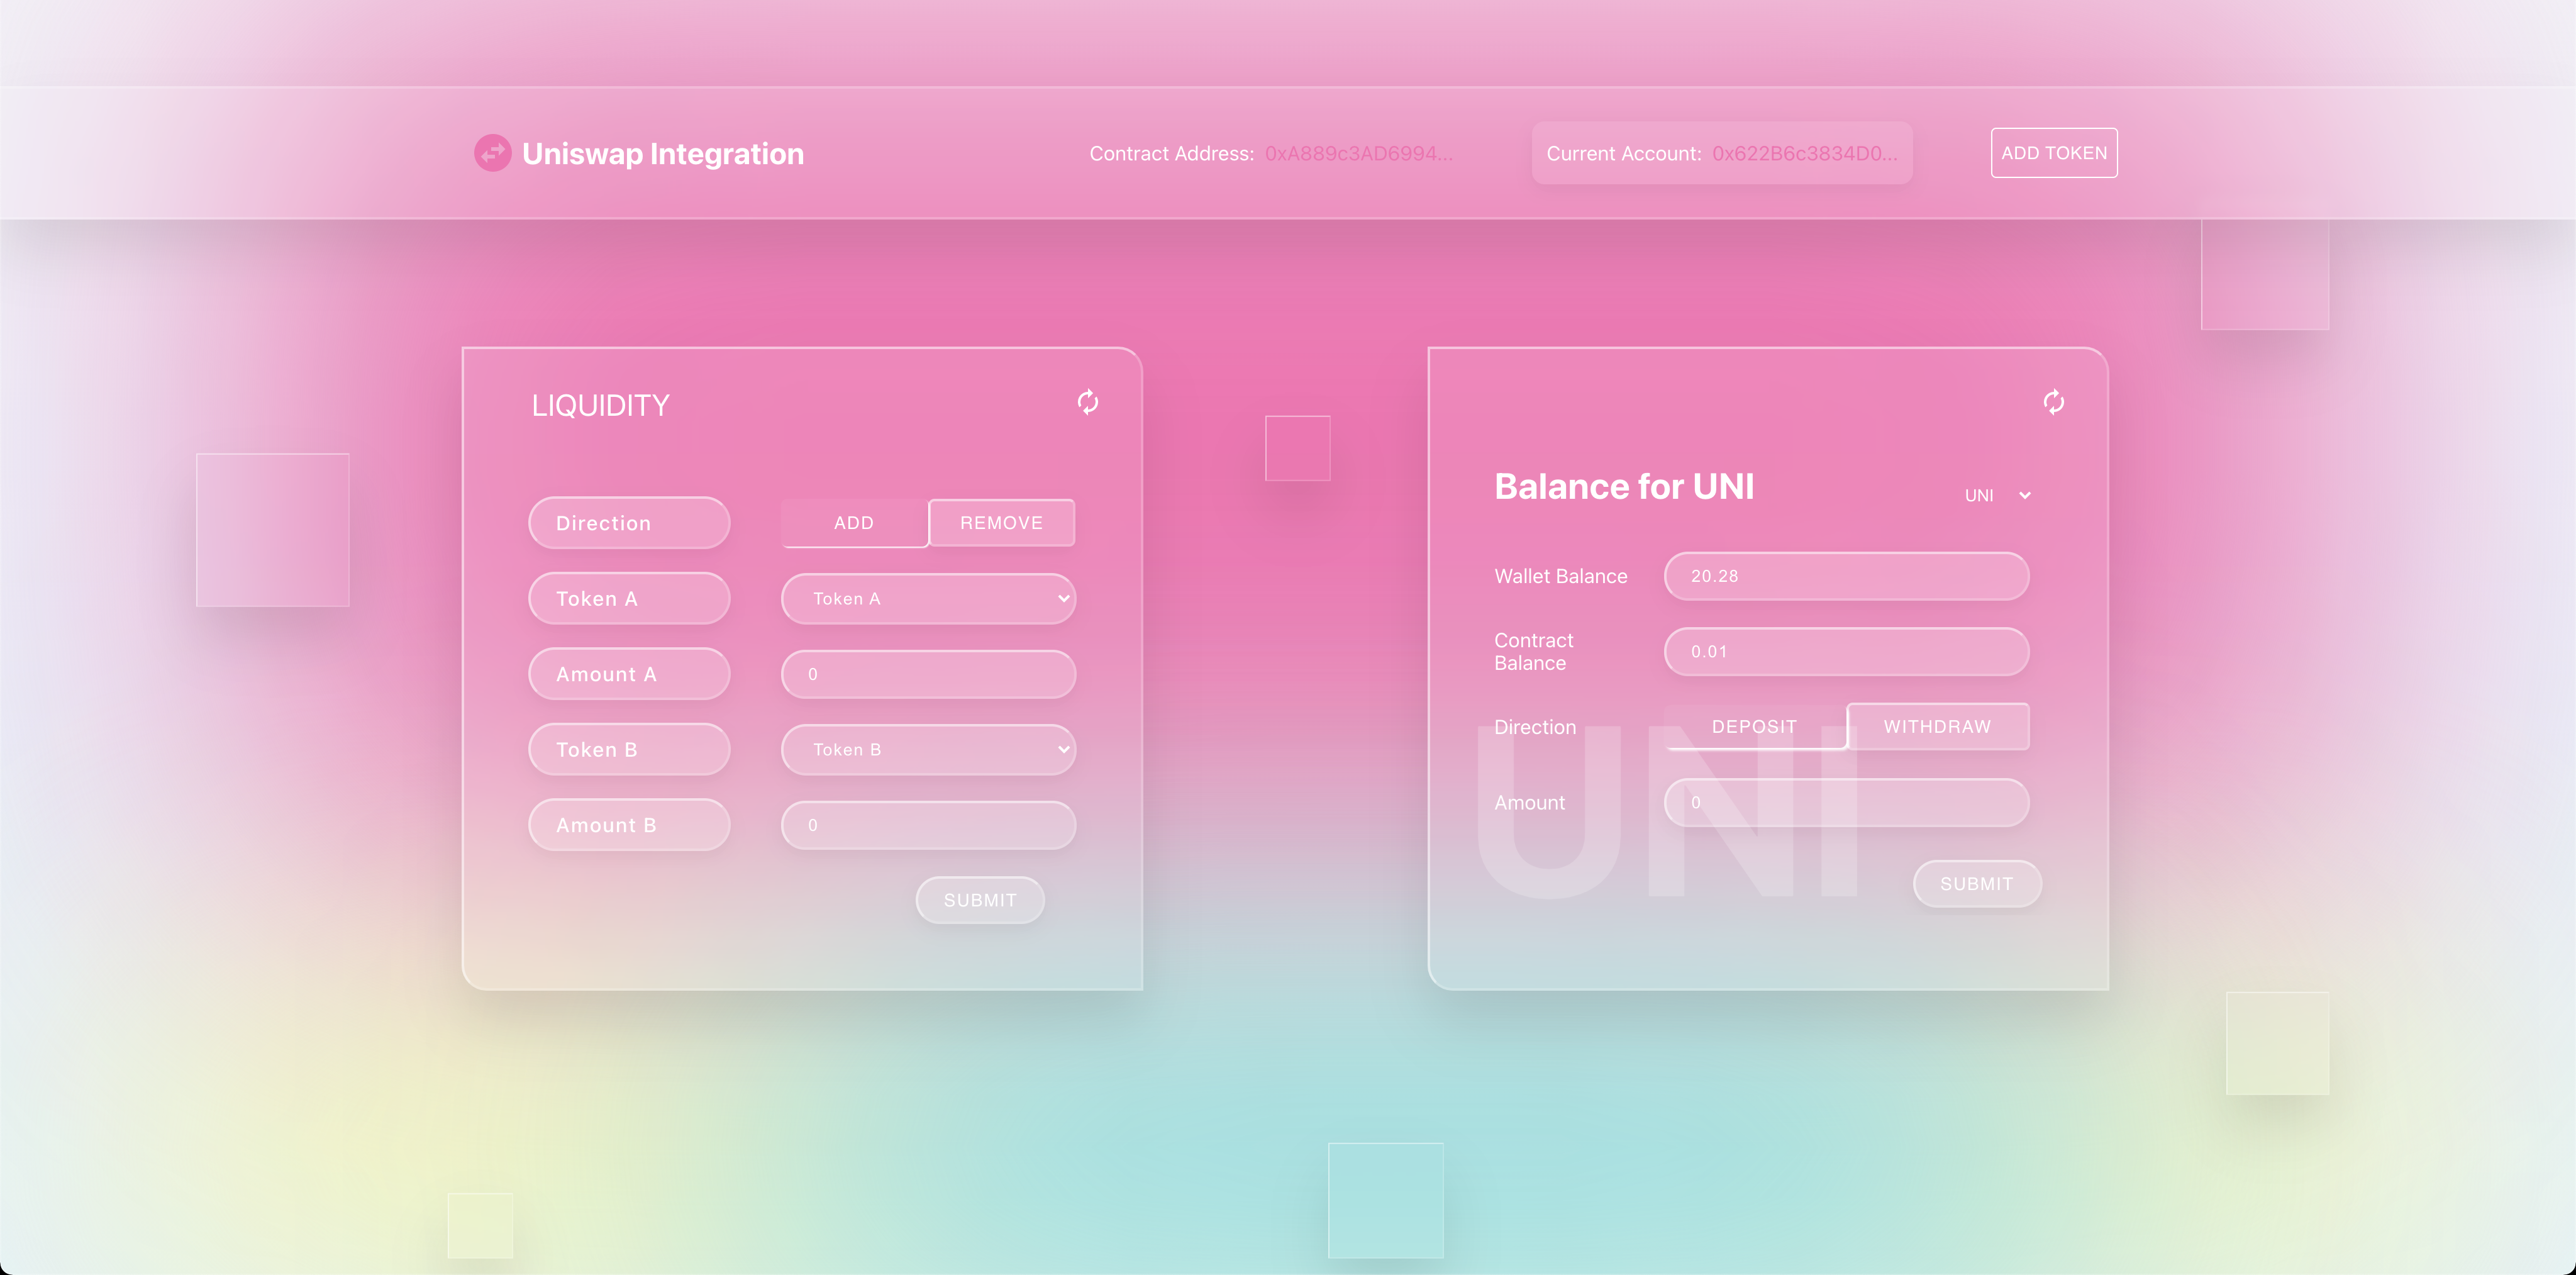 Uniswap Integration
Contract Address: 0xA889c3AD6994...
Current Account: 0x622B6c3834D0...
ADD TOKEN
LIQUIDITY
Direction
ADD
REMOVE
Token A
Token A
Amount A
0
Token B
Token B
Amount B
0
SUBMIT
Balance for UNI
UNI
Wallet Balance
20.28
Contract
Balance
0.01
Direction
DEPOSIT
WITHDRAW
Amount
0
UNI
SUBMIT